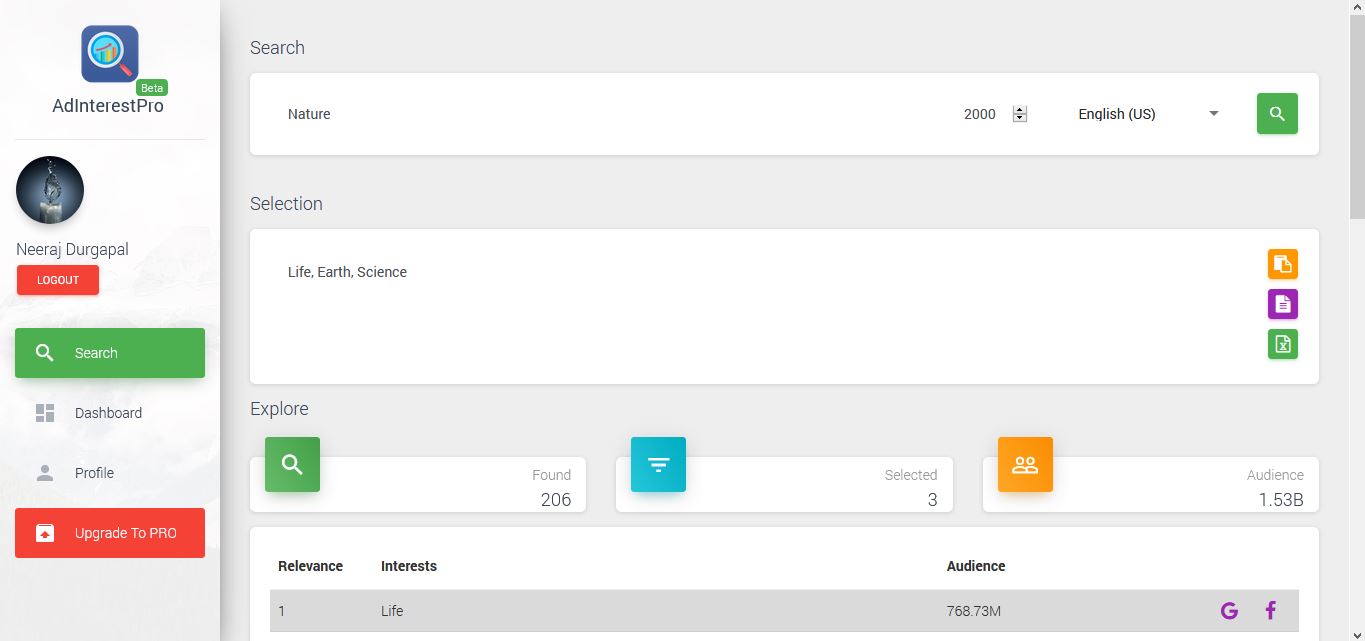 Beta
AdInterestPro
Neeraj Durgapal
LOGOUT
Search
Dashboard
Profile
Upgrade To PRO
Search
Nature 2000 English (US)
Selection
Life, Earth, Science
Explore
Found
206
Selected
3
Audience
1.53B
Relevance Interests Audience
1 Life 768.73M